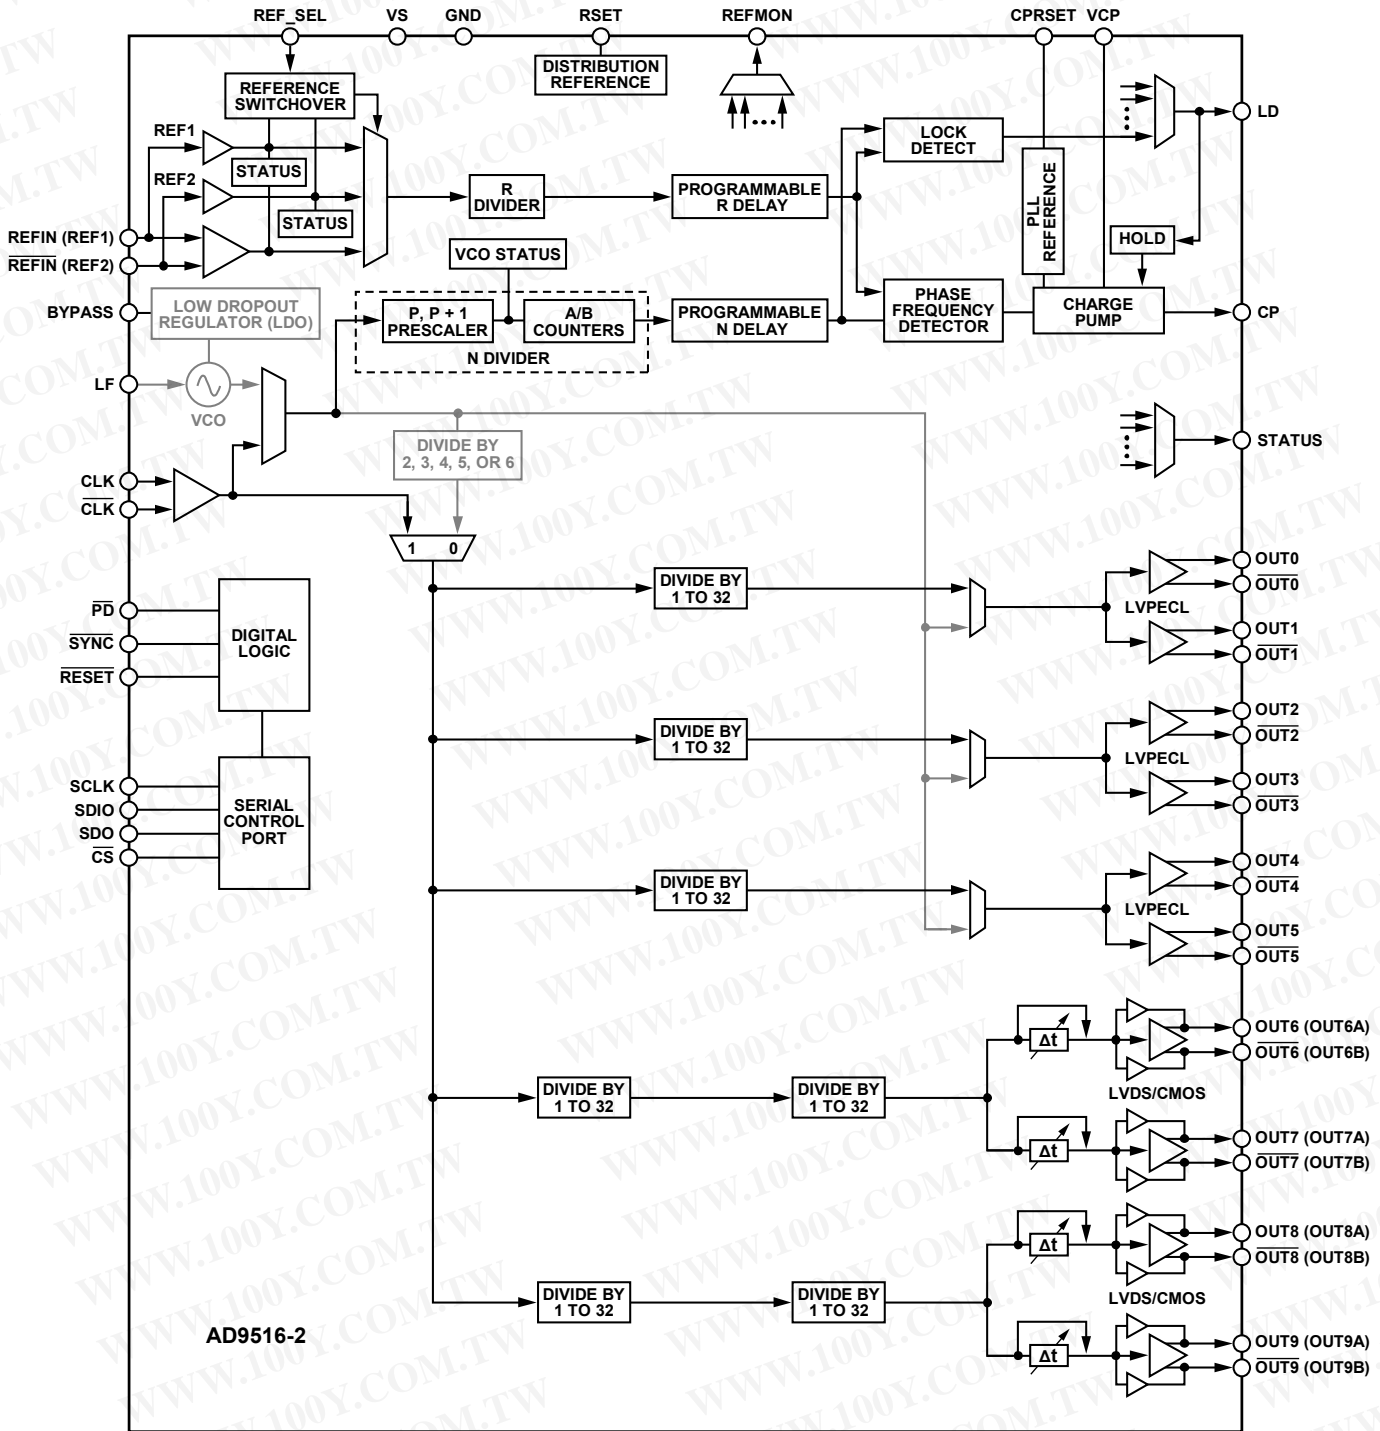 REF_SEL
VS
GND
RSET
REFMON
CPRSET
VCP
DISTRIBUTION
REFERENCE
REFERENCE
SWITCHOVER
LD
REF1
STATUS
REF2
STATUS
LOCK
DETECT
R
DIVIDER
PROGRAMMABLE
R DELAY
PLL
REFERENCE
HOLD
REFIN (REF1)
REFIN (REF2)
VCO STATUS
BYPASS
LOW DROPOUT
REGULATOR (LDO)
P, P + 1
PRESCALER
A/B
COUNTERS
N DIVIDER
PROGRAMMABLE
N DELAY
PHASE
FREQUENCY
DETECTOR
CHARGE
PUMP
CP
LF
VCO
DIVIDE BY
2, 3, 4, 5, OR 6
STATUS
CLK
CLK
1 0
PD
SYNC
RESET
DIGITAL
LOGIC
SCLK
SDIO
SDO
CS
SERIAL
CONTROL
PORT
DIVIDE BY
1 TO 32
LVPECL
OUT0
OUT0
OUT1
OUT1
DIVIDE BY
1 TO 32
LVPECL
OUT2
OUT2
OUT3
OUT3
DIVIDE BY
1 TO 32
LVPECL
OUT4
OUT4
OUT5
OUT5
DIVIDE BY
1 TO 32
DIVIDE BY
1 TO 32
Δt
Δt
LVDS/CMOS
OUT6 (OUT6A)
OUT6 (OUT6B)
OUT7 (OUT7A)
OUT7 (OUT7B)
DIVIDE BY
1 TO 32
DIVIDE BY
1 TO 32
Δt
Δt
LVDS/CMOS
OUT8 (OUT8A)
OUT8 (OUT8B)
OUT9 (OUT9A)
OUT9 (OUT9B)
AD9516-2
WWW.100Y.COM.TW